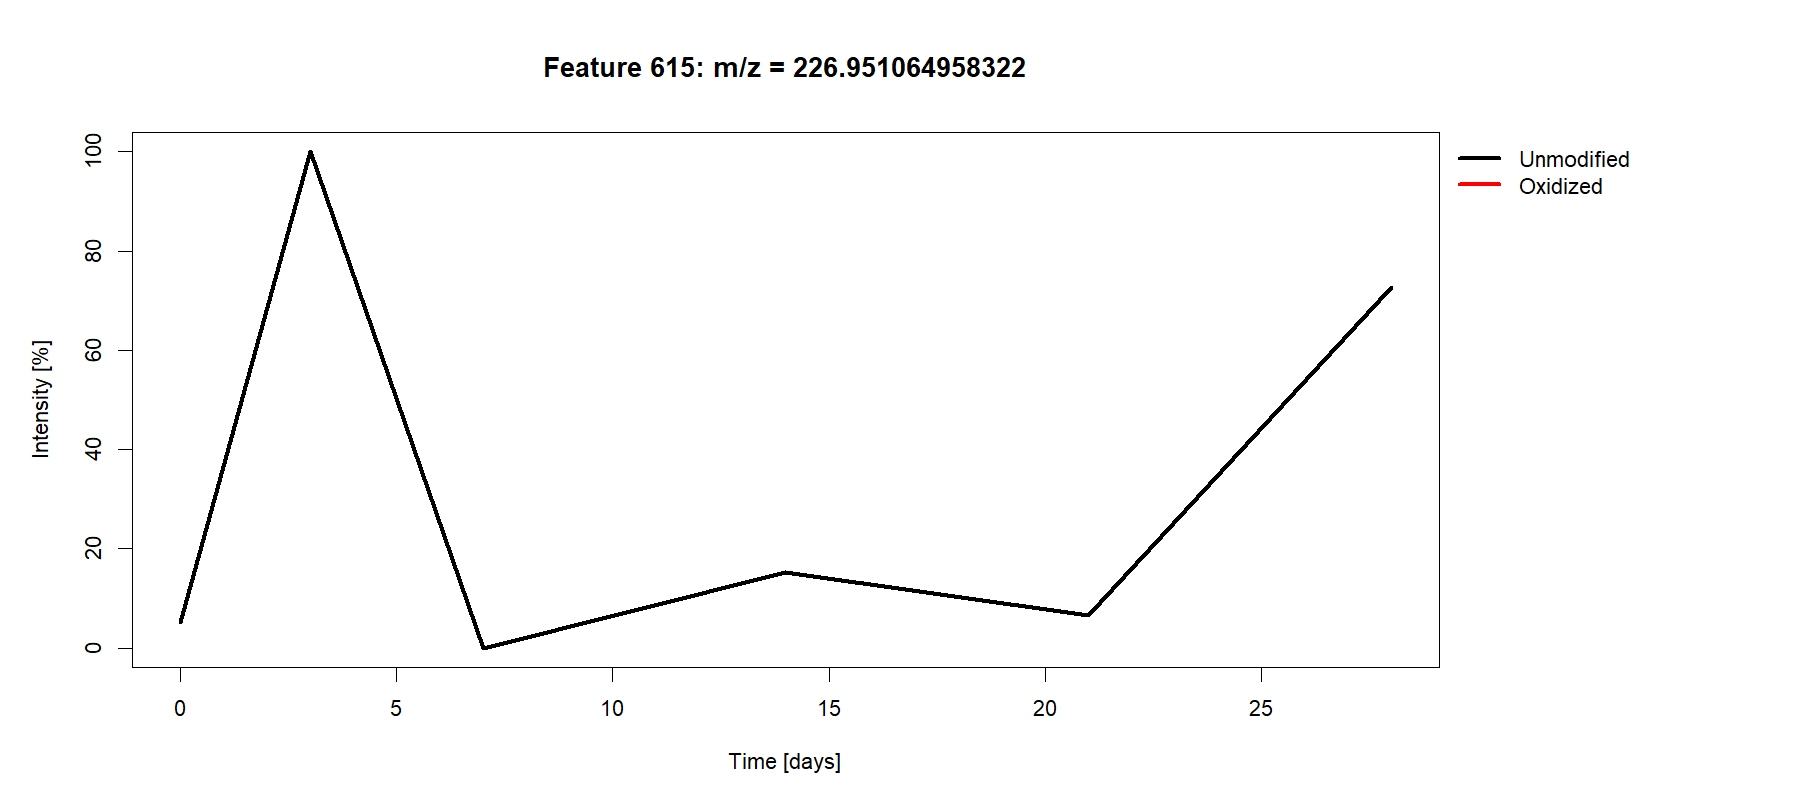 Feature 615: m/z = 226.951064958322
Unmodified
Oxidized
Intensity [%]
100
80
60
40
20
0
0 5 10 15 20 25
Time [days]